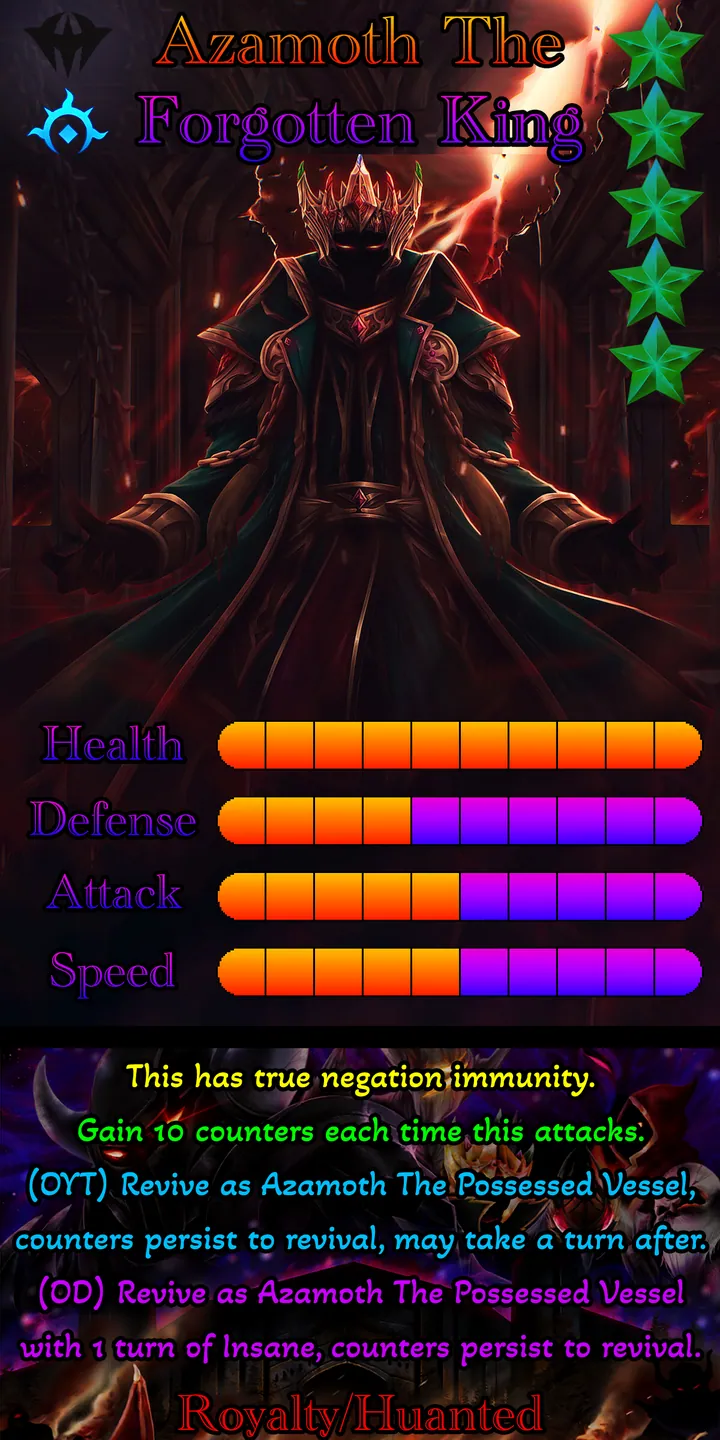 Azamoth The
Forgotten King
Health
Defense
Attack
Speed
This has true negation immunity.
Gain 10 counters each time this attacks.
(OYT) Revive as Azamoth The Possessed Vessel,
counters persist to revival, may take a turn after.
(OD) Revive as Azamoth The Possessed Vessel
with 1 turn of Insane, counters persist to revival.
Royalty/Huanted